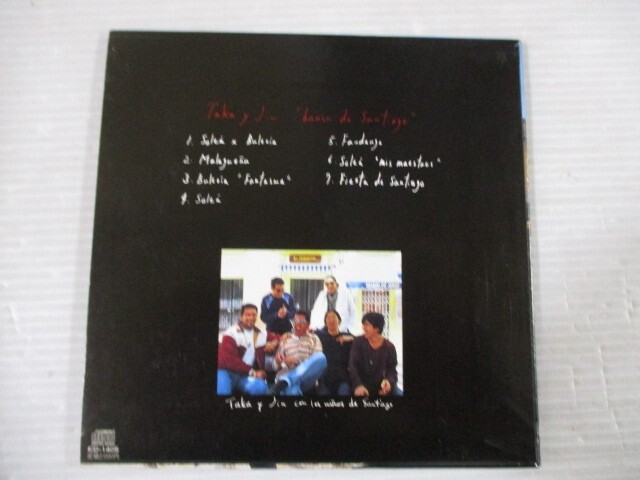 Taka y Jin "barrio de Santiago"
1. Soleá x Bulería
2. Malagueña
3. Bulería "Fantasma"
4. Soleá
5. Fandango
6. Soleá "mis maestros"
7. Fiesta de Santiago
Taka y Jin con los niños de Santiago